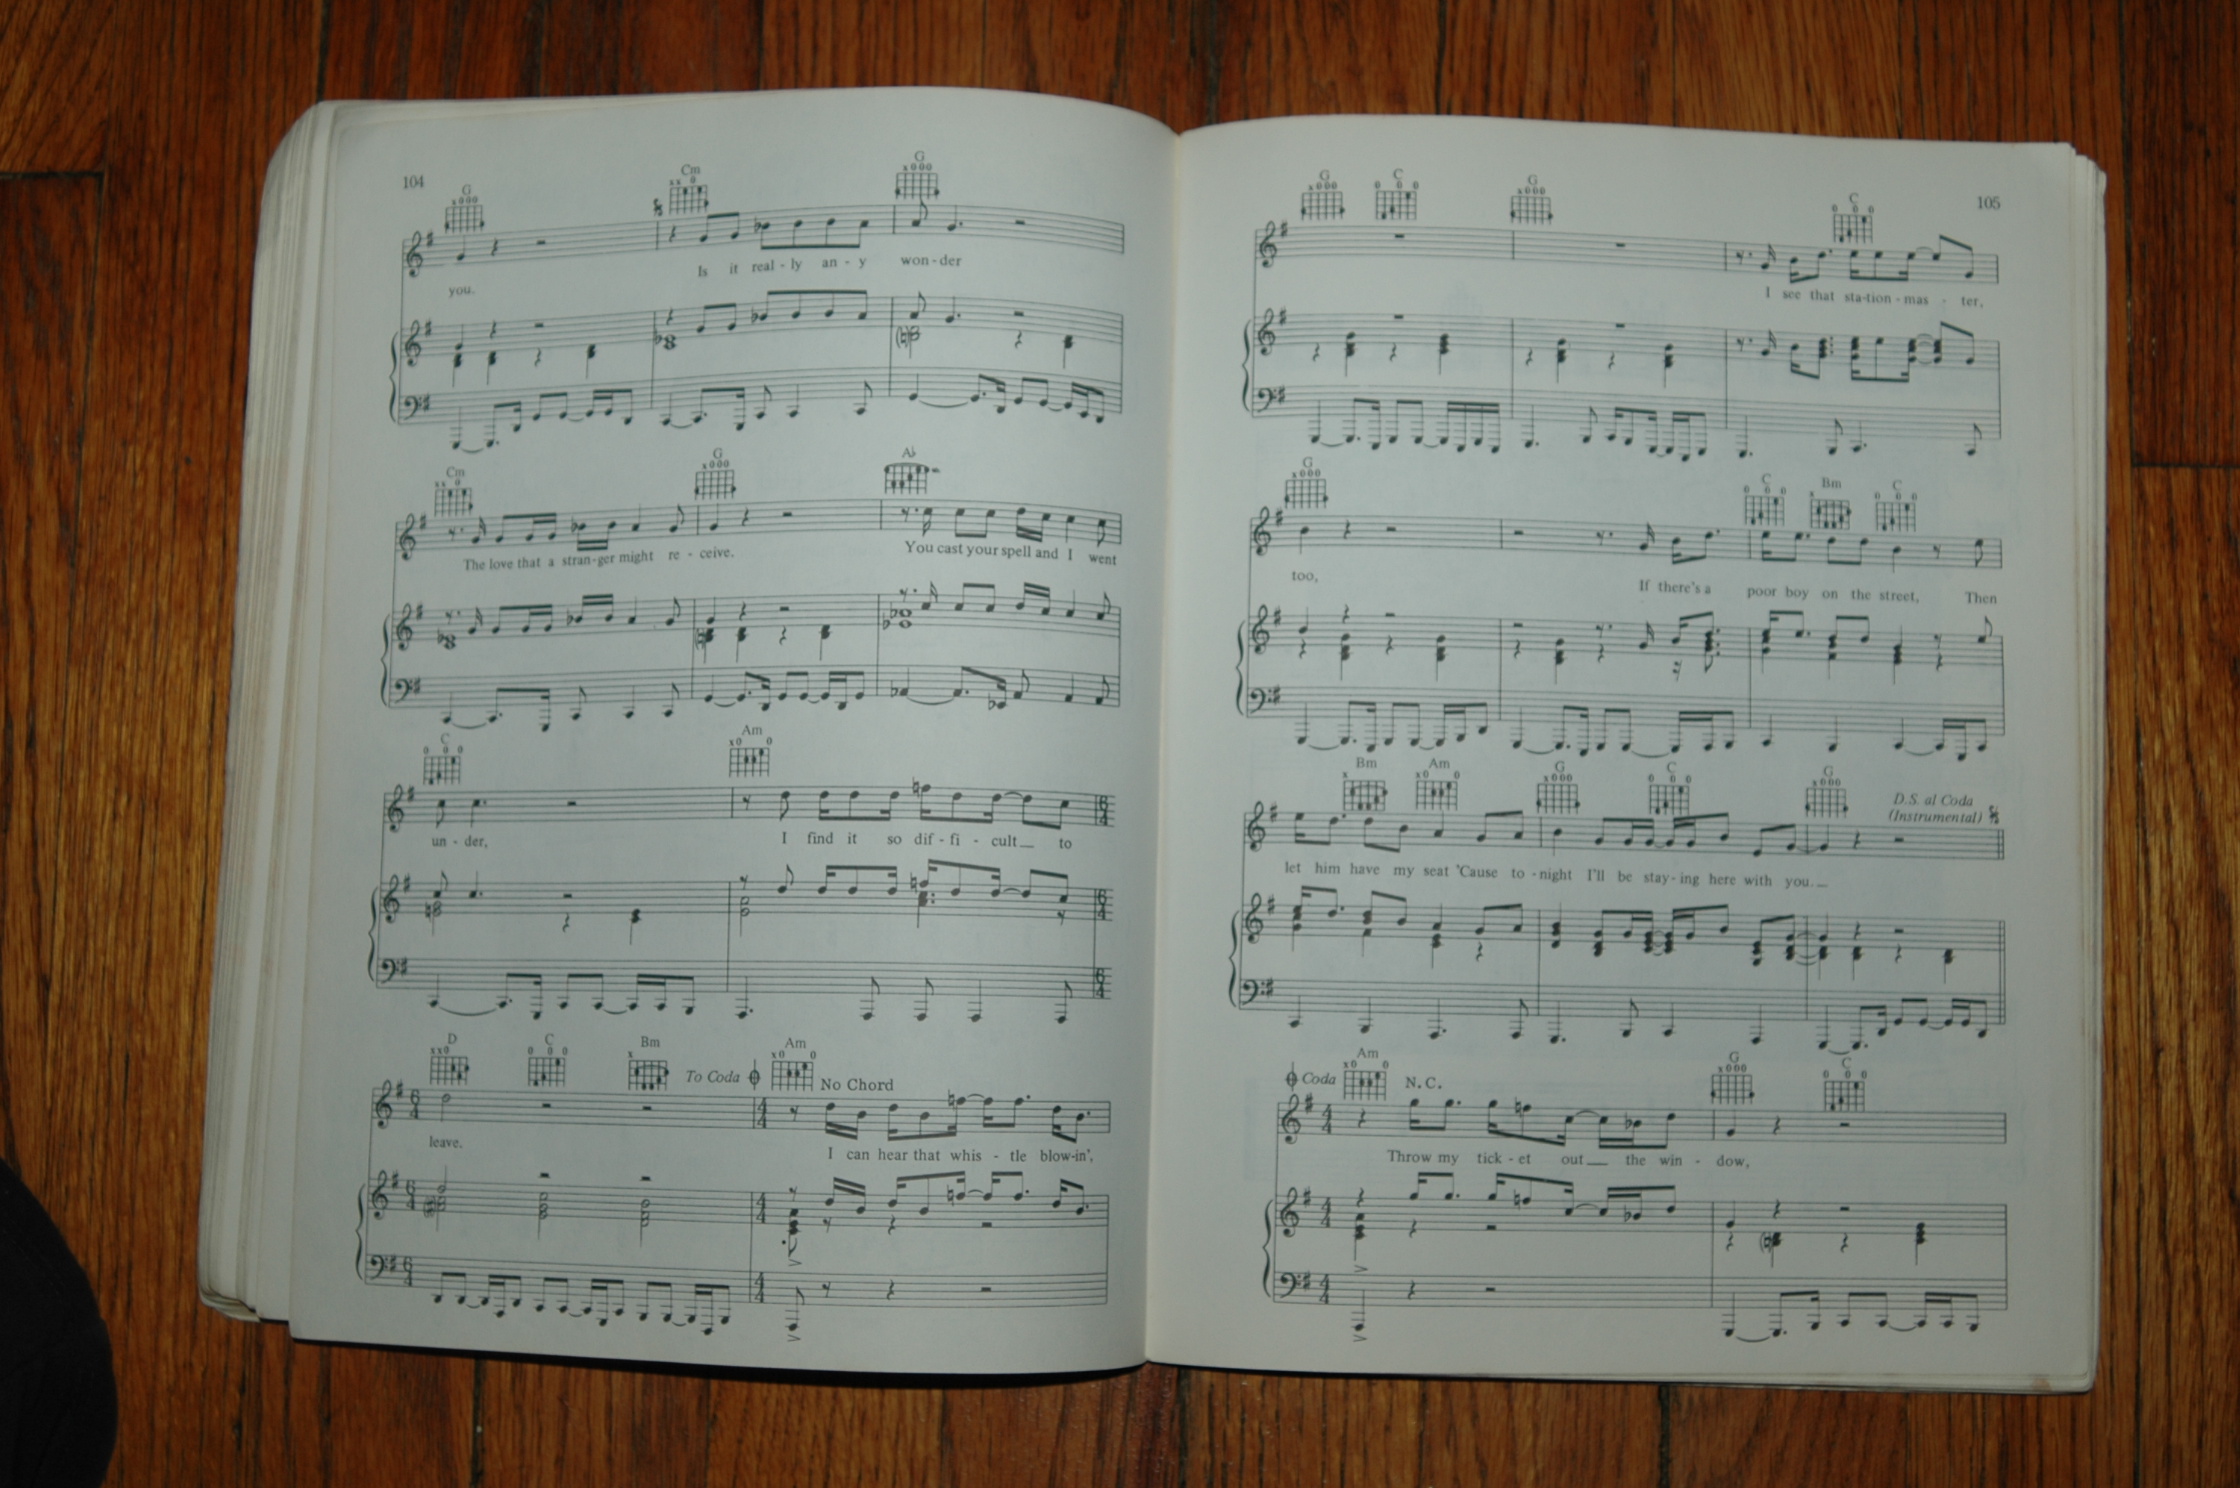 104
G Cm G
Is it real - ly an - y won - der
you.
Cm G A♭
The love that a stran - ger might re - ceive. You cast your spell and I went
C Am
un - der, I find it so dif - fi - cult to
D C Bm To Coda Am No Chord
leave. I can hear that whis - tle blow-in',
105
G C G C
I see that sta-tion - mas - ter,
G C Bm C
too, If there's a poor boy on the street, Then
Bm Am G C G D.S. al Coda
(Instrumental)
let him have my seat 'Cause to - night I'll be stay - ing here with you.
Coda Am N.C. G C
Throw my tick - et out the win - dow,